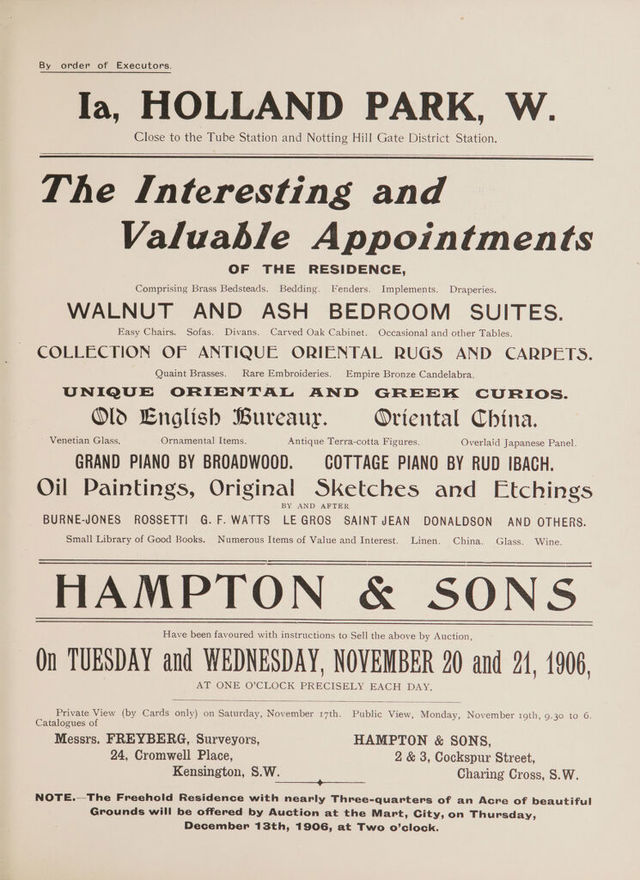 By order of Executors.
Ia, HOLLAND PARK, W.
Close to the Tube Station and Notting Hill Gate District Station.
The Interesting and
Valuable Appointments
OF THE RESIDENCE,
Comprising Brass Bedsteads. Bedding. Fenders. Implements. Draperies.
WALNUT AND ASH BEDROOM SUITES.
Easy Chairs. Sofas. Divans. Carved Oak Cabinet. Occasional and other Tables.
COLLECTION OF ANTIQUE ORIENTAL RUGS AND CARPETS.
Quaint Brasses. Rare Embroideries. Empire Bronze Candelabra.
UNIQUE ORIENTAL AND GREEK CURIOS.
Old English Bureaux. Oriental China.
Venetian Glass. Ornamental Items. Antique Terra-cotta Figures. Overlaid Japanese Panel.
GRAND PIANO BY BROADWOOD. COTTAGE PIANO BY RUD IBACH.
Oil Paintings, Original Sketches and Etchings
BY AND AFTER
BURNE-JONES ROSSETTI G. F. WATTS LE GROS SAINT JEAN DONALDSON AND OTHERS.
Small Library of Good Books. Numerous Items of Value and Interest. Linen. China. Glass. Wine.
HAMPTON & SONS
Have been favoured with instructions to Sell the above by Auction,
On TUESDAY and WEDNESDAY, NOVEMBER 20 and 21, 1906,
AT ONE O'CLOCK PRECISELY EACH DAY.
Private View (by Cards only) on Saturday, November 17th. Public View, Monday, November 19th, 9.30 to 6.
Catalogues of
Messrs. FREYBERG, Surveyors,
24, Cromwell Place,
Kensington, S.W.
HAMPTON & SONS,
2 & 3, Cockspur Street,
Charing Cross, S.W.
NOTE.—The Freehold Residence with nearly Three-quarters of an Acre of beautiful
Grounds will be offered by Auction at the Mart, City, on Thursday,
December 13th, 1906, at Two o'clock.